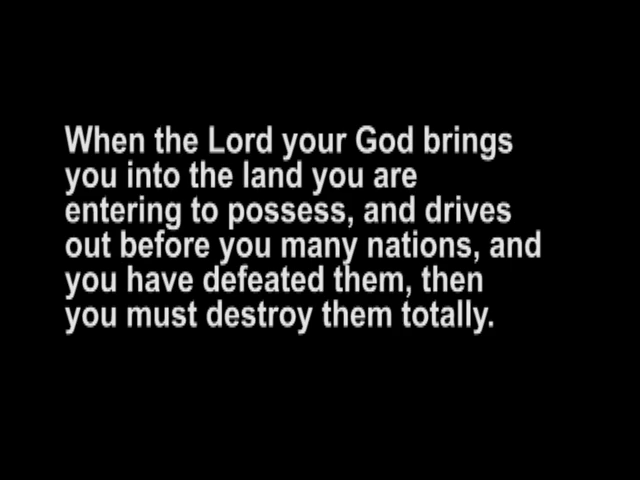 When the Lord your God brings
you into the land you are
entering to possess, and drives
out before you many nations, and
you have defeated them, then
you must destroy them totally.